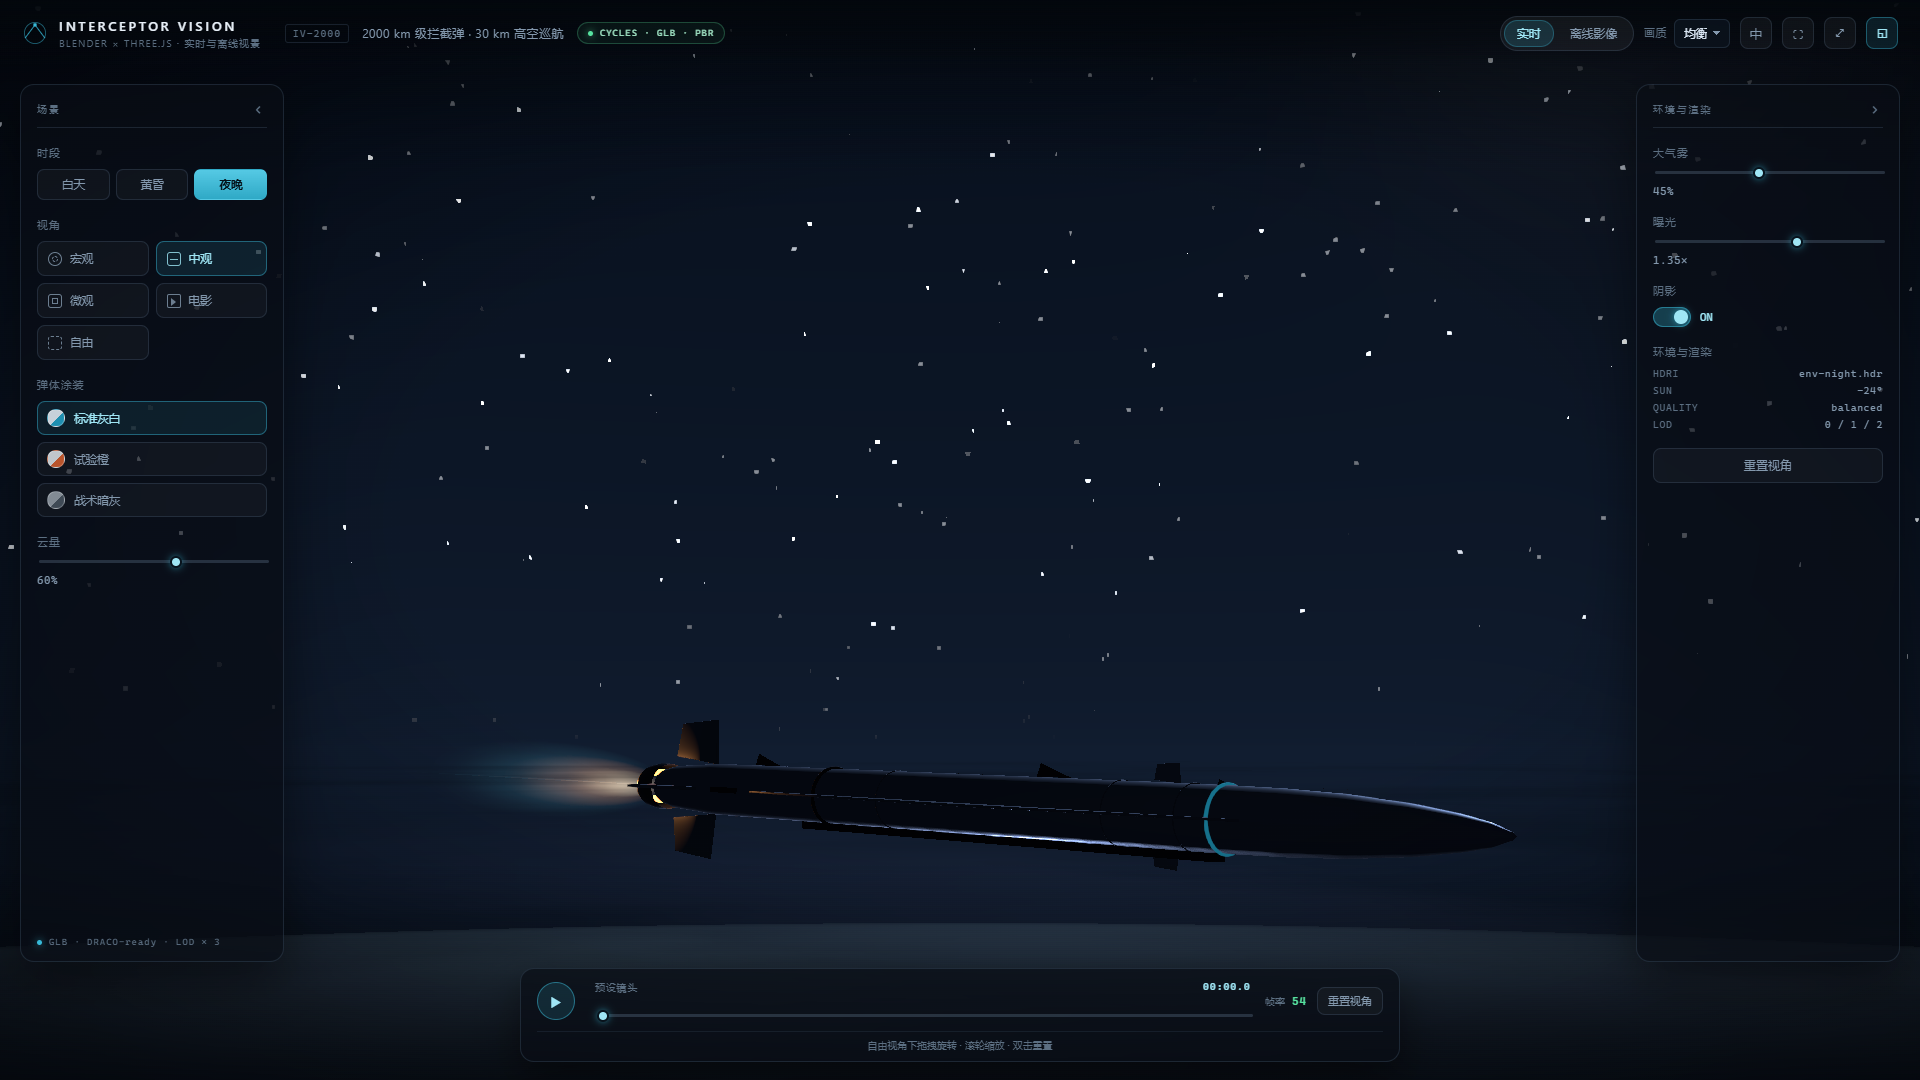 INTERCEPTOR VISION
BLENDER × THREE.JS · 实时与离线视景
IV-2000
2000 km 级拦截弹 · 30 km 高空巡航
CYCLES · GLB · PBR
实时
离线影像
画质
均衡
中
场景
时段
白天
黄昏
夜晚
视角
宏观
中观
微观
电影
自由
弹体涂装
标准灰白
试验橙
战术暗灰
云量
60%
GLB · DRACO-ready · LOD × 3
环境与渲染
大气雾
45%
曝光
1.35×
阴影
ON
环境与渲染
HDRI env-night.hdr
SUN -24°
QUALITY balanced
LOD 0 / 1 / 2
重置视角
预设镜头
00:00.0
帧率 54
重置视角
自由视角下拖拽旋转 · 滚轮缩放 · 双击重置